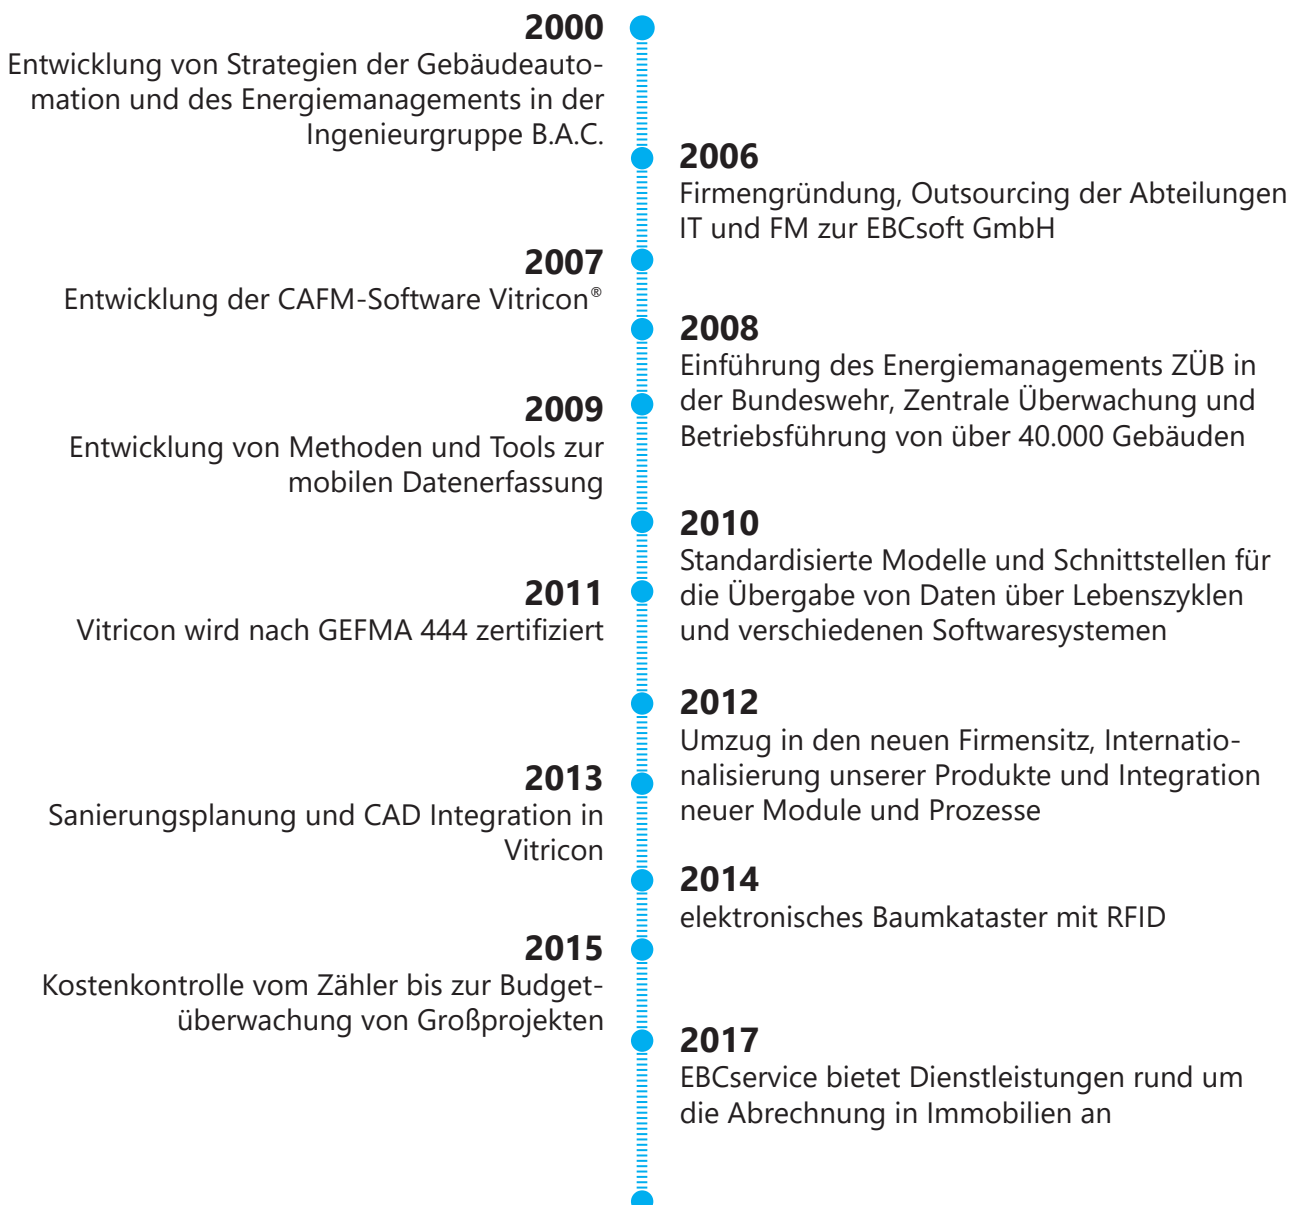 2000
Entwicklung von Strategien der Gebäudeauto-
mation und des Energiemanagements in der
Ingenieurgruppe B.A.C.
2006
Firmengründung, Outsourcing der Abteilungen
IT und FM zur EBCsoft GmbH
2007
Entwicklung der CAFM-Software Vitricon®
2008
Einführung des Energiemanagements ZÜB in
der Bundeswehr, Zentrale Überwachung und
Betriebsführung von über 40.000 Gebäuden
2009
Entwicklung von Methoden und Tools zur
mobilen Datenerfassung
2010
Standardisierte Modelle und Schnittstellen für
die Übergabe von Daten über Lebenszyklen
und verschiedenen Softwaresystemen
2011
Vitricon wird nach GEFMA 444 zertifiziert
2012
Umzug in den neuen Firmensitz, Internatio-
nalisierung unserer Produkte und Integration
neuer Module und Prozesse
2013
Sanierungsplanung und CAD Integration in
Vitricon
2014
elektronisches Baumkataster mit RFID
2015
Kostenkontrolle vom Zähler bis zur Budget-
überwachung von Großprojekten
2017
EBCservice bietet Dienstleistungen rund um
die Abrechnung in Immobilien an